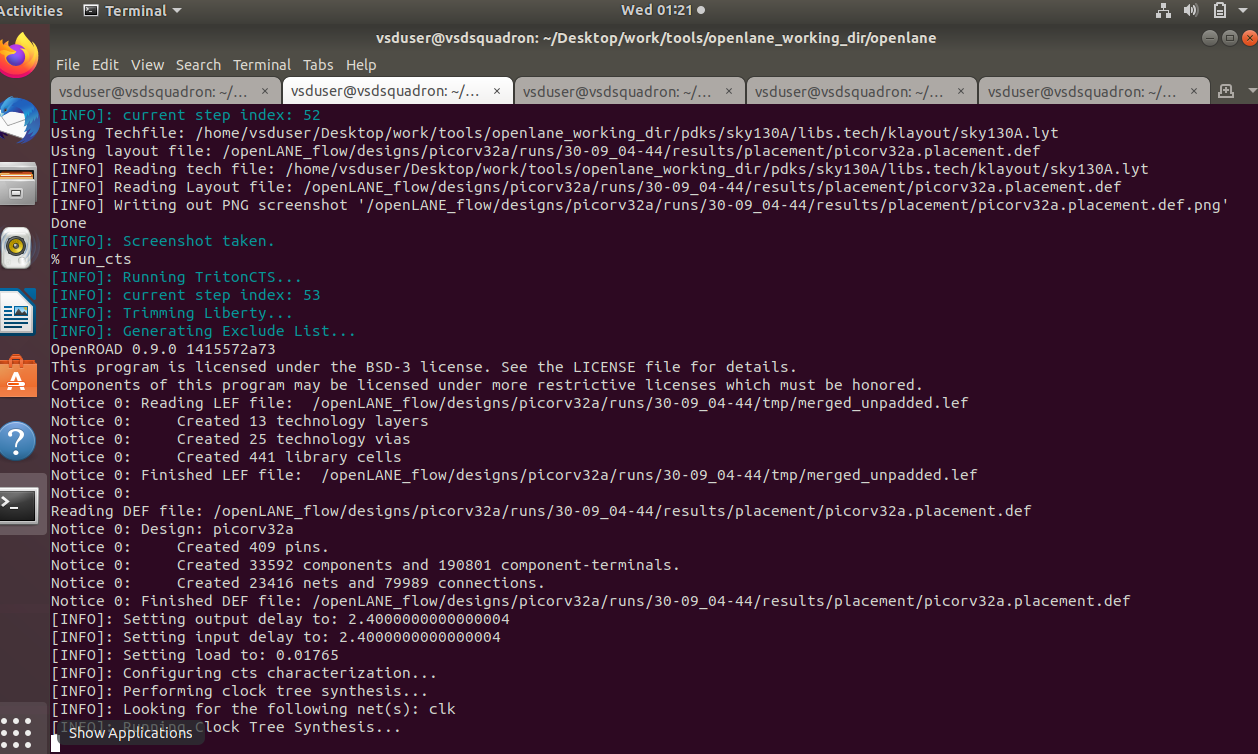 Activities
Terminal
Wed 01:21
vsduser@vsdsquadron: ~/Desktop/work/tools/openlane_working_dir/openlane
File Edit View Search Terminal Tabs Help
vsduser@vsdsquadron: ~/... × vsduser@vsdsquadron: ~/... × vsduser@vsdsquadron: ~/... × vsduser@vsdsquadron: ~/... × vsduser@vsdsquadron: ~/... ×
[INFO]: current step index: 52
Using Techfile: /home/vsduser/Desktop/work/tools/openlane_working_dir/pdks/sky130A/libs.tech/klayout/sky130A.lyt
Using layout file: /openLANE_flow/designs/picorv32a/runs/30-09_04-44/results/placement/picorv32a.placement.def
[INFO] Reading tech file: /home/vsduser/Desktop/work/tools/openlane_working_dir/pdks/sky130A/libs.tech/klayout/sky130A.lyt
[INFO] Reading Layout file: /openLANE_flow/designs/picorv32a/runs/30-09_04-44/results/placement/picorv32a.placement.def
[INFO] Writing out PNG screenshot '/openLANE_flow/designs/picorv32a/runs/30-09_04-44/results/placement/picorv32a.placement.def.png'
Done
[INFO]: Screenshot taken.
% run_cts
[INFO]: Running TritonCTS...
[INFO]: current step index: 53
[INFO]: Trimming Liberty...
[INFO]: Generating Exclude List...
OpenROAD 0.9.0 1415572a73
This program is licensed under the BSD-3 license. See the LICENSE file for details.
Components of this program may be licensed under more restrictive licenses which must be honored.
Notice 0: Reading LEF file:  /openLANE_flow/designs/picorv32a/runs/30-09_04-44/tmp/merged_unpadded.lef
Notice 0:     Created 13 technology layers
Notice 0:     Created 25 technology vias
Notice 0:     Created 441 library cells
Notice 0: Finished LEF file:  /openLANE_flow/designs/picorv32a/runs/30-09_04-44/tmp/merged_unpadded.lef
Notice 0:
Reading DEF file: /openLANE_flow/designs/picorv32a/runs/30-09_04-44/results/placement/picorv32a.placement.def
Notice 0: Design: picorv32a
Notice 0:     Created 409 pins.
Notice 0:     Created 33592 components and 190801 component-terminals.
Notice 0:     Created 23416 nets and 79989 connections.
Notice 0: Finished DEF file: /openLANE_flow/designs/picorv32a/runs/30-09_04-44/results/placement/picorv32a.placement.def
[INFO]: Setting output delay to: 2.4000000000000004
[INFO]: Setting input delay to: 2.4000000000000004
[INFO]: Setting load to: 0.01765
[INFO]: Configuring cts characterization...
[INFO]: Performing clock tree synthesis...
[INFO]: Looking for the following net(s): clk
[INFO]: Running Clock Tree Synthesis...
Show Applications